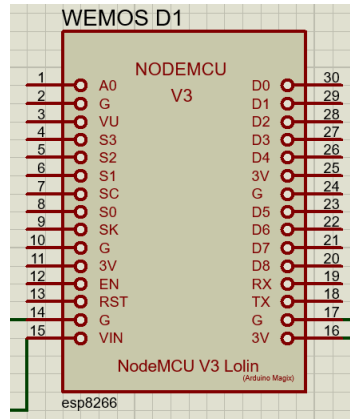 WEMOS D1
NODEMCU
V3
1 A0 D0 30
2 G D1 29
3 VU D2 28
4 S3 D3 27
5 S2 D4 26
6 S1 3V 25
7 SC G 24
8 S0 D5 23
9 SK D6 22
10 G D7 21
11 3V D8 20
12 EN RX 19
13 RST TX 18
14 G G 17
15 VIN 3V 16
NodeMCU V3 Lolin
(Arduino Magix)
esp8266